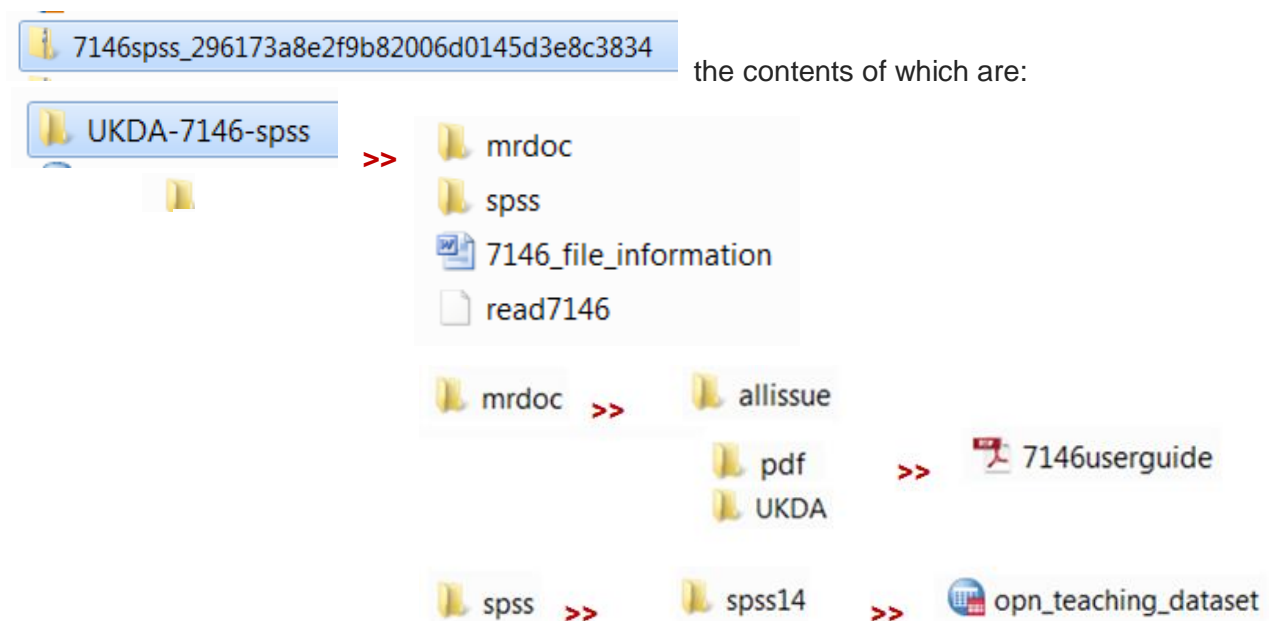 7146spss_296173a8e2f9b82006d0145d3e8c3834 the contents of which are:
UKDA-7146-spss >> mrdoc
spss
7146_file_information
read7146
mrdoc >> allissue
pdf >> 7146userguide
UKDA
spss >> spss14 >> opn_teaching_dataset